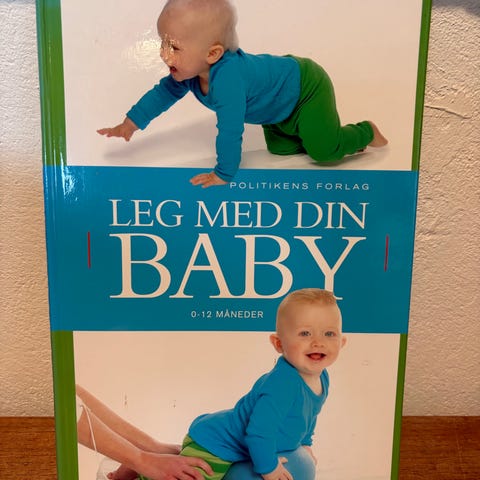 POLITIKENS FORLAG
LEG MED DIN
BABY
0-12 MÅNEDER